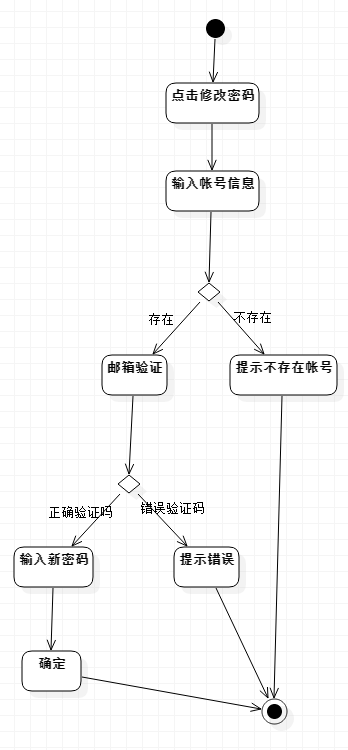 点击修改密码
输入帐号信息
存在
不存在
邮箱验证
提示不存在帐号
正确验证吗
错误验证码
输入新密码
提示错误
确定